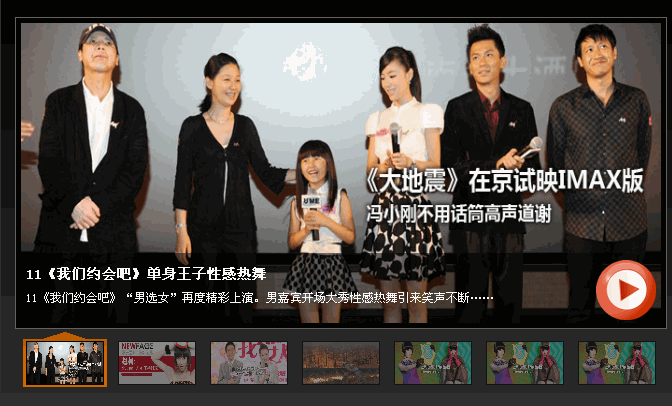 《大地震》在京试映IMAX版
冯小刚不用话筒高声道谢
UME
11《我们约会吧》单身王子性感热舞
11《我们约会吧》“男选女”再度精彩上演。男嘉宾开场大秀性感热舞引来笑声不断……
NEWFACE